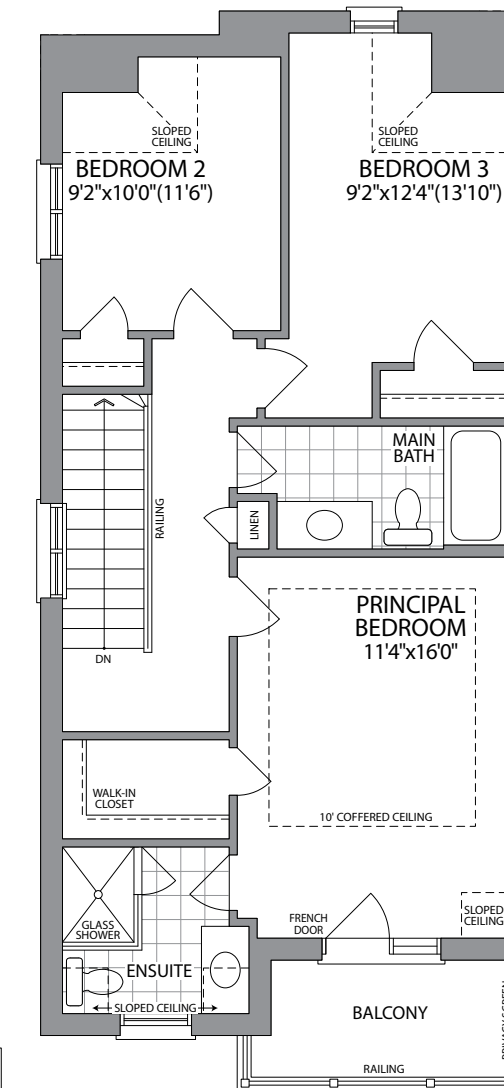 SLOPED
CEILING
BEDROOM 2
9'2"x10'0"(11'6")
SLOPED
CEILING
BEDROOM 3
9'2"x12'4"(13'10")
MAIN
BATH
RAILING
LINEN
DN
PRINCIPAL
BEDROOM
11'4"x16'0"
WALK-IN
CLOSET
10' COFFERED CEILING
GLASS
SHOWER
FRENCH
DOOR
SLOPED
CEILING
ENSUITE
SLOPED CEILING
BALCONY
PRIVACY SCREEN
RAILING